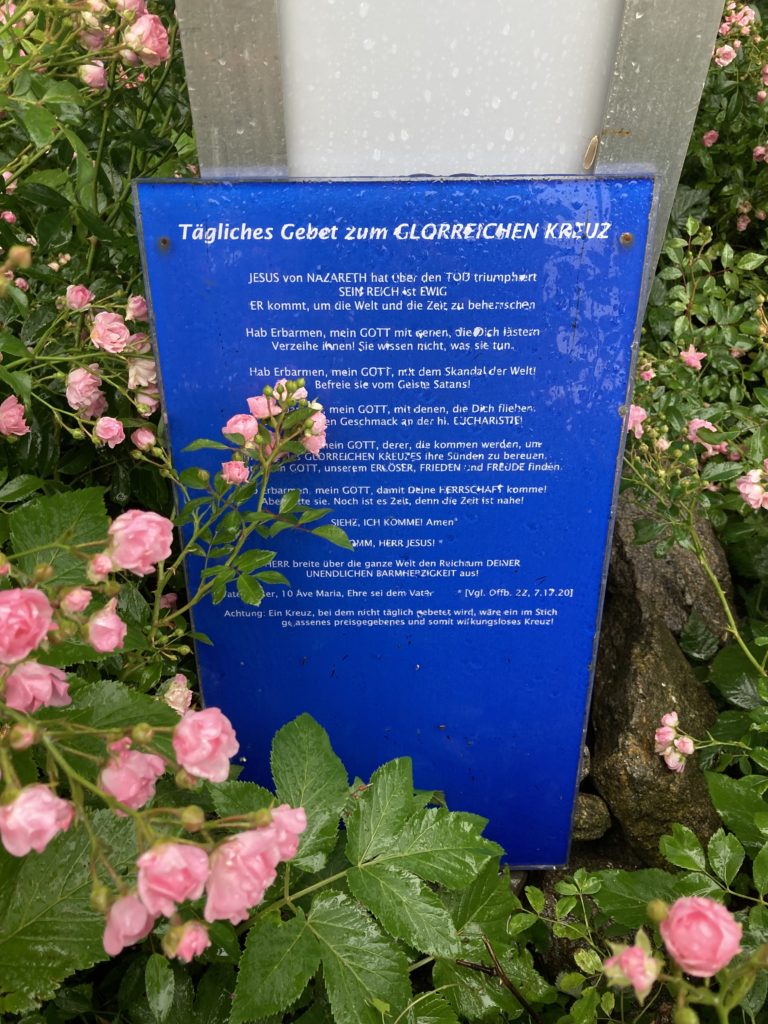 Tägliches Gebet zum GLORREICHEN KREUZ
JESUS von NAZARETH hat über den TOD triumphiert
SEIN REICH ist EWIG
ER kommt, um die Welt und die Zeit zu beherrschen
Hab Erbarmen, mein GOTT mit denen, die Dich lästern
Verzeihe ihnen! Sie wissen nicht, was sie tun.
Hab Erbarmen, mein GOTT, mit dem Skandal der Welt!
Befreie sie vom Geiste Satans!
mein GOTT, mit denen, die Dich fliehen,
Geschmack an der hl. EUCHARISTIE!
GOTT, derer, die kommen werden, um
GLORREICHEN KREUZES ihre Sünden zu bereuen.
GOTT, unserem ERLÖSER, FRIEDEN und FREUDE finden.
Erbarmen, mein GOTT, damit Deine HERRSCHAFT komme!
sie. Noch ist es Zeit, denn die Zeit ist nahe!
SIEHE, ICH KOMME! Amen*
HERR JESUS! *
HERR breite über die ganze Welt den Reichtum DEINER
UNENDLICHEN BARMHERZIGKEIT aus!
10 Ave Maria, Ehre sei dem Vater *[Vgl. Offb. 22, 7.17.20]
Achtung: Ein Kreuz, bei dem nicht täglich gebetet wird, wäre ein im Stich
gelassenes preisgegebenes und somit wirkungsloses Kreuz!